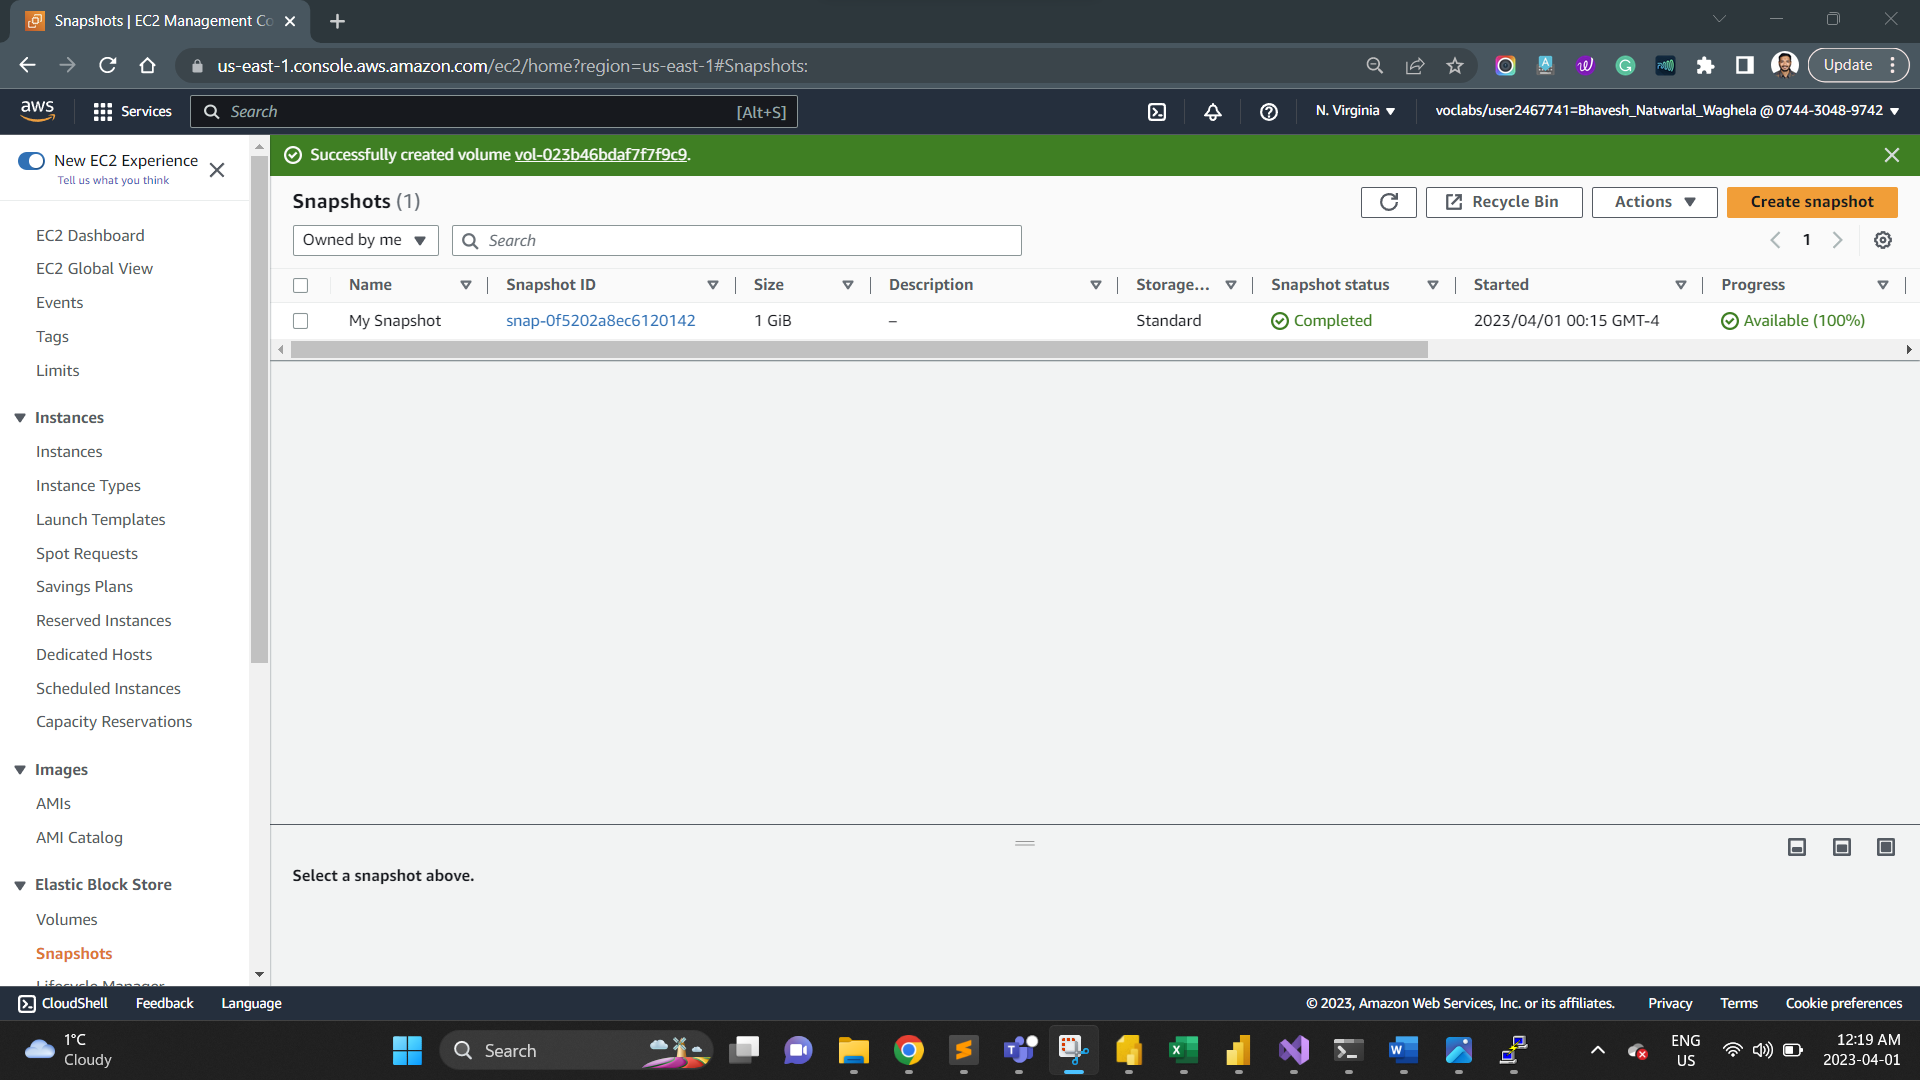 Snapshots | EC2 Management Co
us-east-1.console.aws.amazon.com/ec2/home?region=us-east-1#Snapshots:
Update
aws
Services
Search
[Alt+S]
N. Virginia
voclabs/user2467741=Bhavesh_Natwarlal_Waghela @ 0744-3048-9742
New EC2 Experience
Tell us what you think
EC2 Dashboard
EC2 Global View
Events
Tags
Limits
Instances
Instances
Instance Types
Launch Templates
Spot Requests
Savings Plans
Reserved Instances
Dedicated Hosts
Scheduled Instances
Capacity Reservations
Images
AMIs
AMI Catalog
Elastic Block Store
Volumes
Snapshots
Lifecycle Manager
Successfully created volume vol-023b46bdaf7f7f9c9.
Snapshots (1)
Recycle Bin
Actions
Create snapshot
Owned by me
Search
1
Name Snapshot ID Size Description Storage... Snapshot status Started Progress
My Snapshot snap-0f5202a8ec6120142 1 GiB – Standard Completed 2023/04/01 00:15 GMT-4 Available (100%)
Select a snapshot above.
CloudShell Feedback Language
© 2023, Amazon Web Services, Inc. or its affiliates. Privacy Terms Cookie preferences
1°C
Cloudy
Search
ENG
US
12:19 AM
2023-04-01